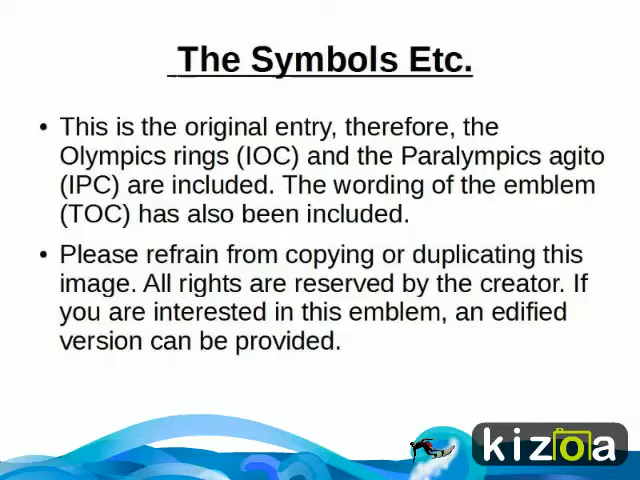 The Symbols Etc.
• This is the original entry, therefore, the
Olympics rings (IOC) and the Paralympics agito
(IPC) are included. The wording of the emblem
(TOC) has also been included.
• Please refrain from copying or duplicating this
image. All rights are reserved by the creator. If
you are interested in this emblem, an edified
version can be provided.
kizoa